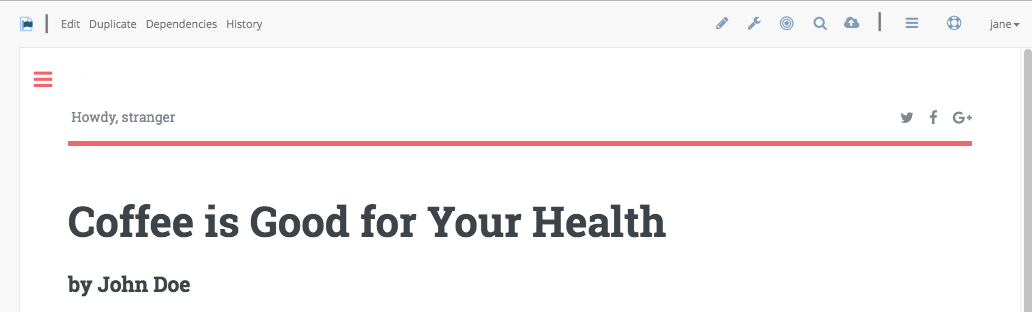 Edit Duplicate Dependencies History jane
Howdy, stranger
Coffee is Good for Your Health
by John Doe